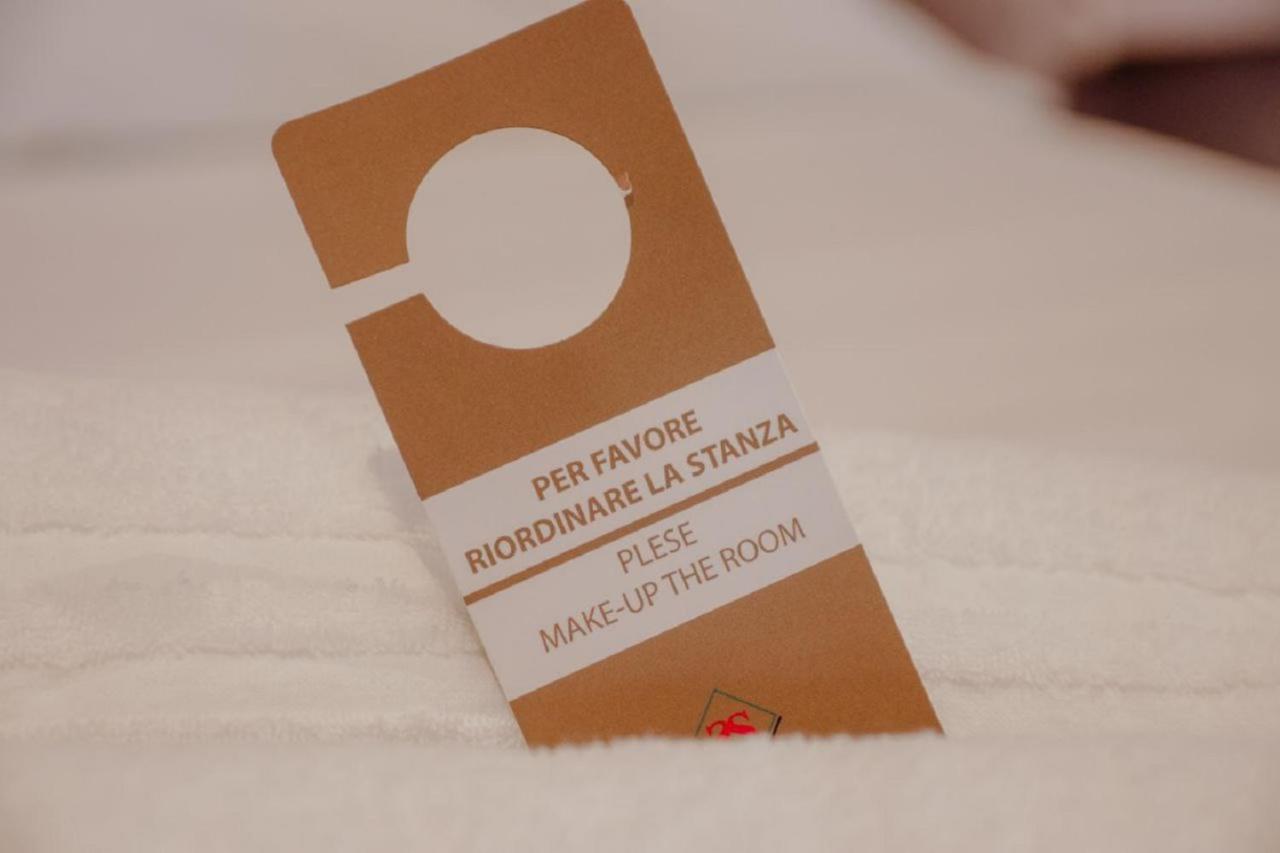 PER FAVORE
RIORDINARE LA STANZA
PLESE
MAKE-UP THE ROOM